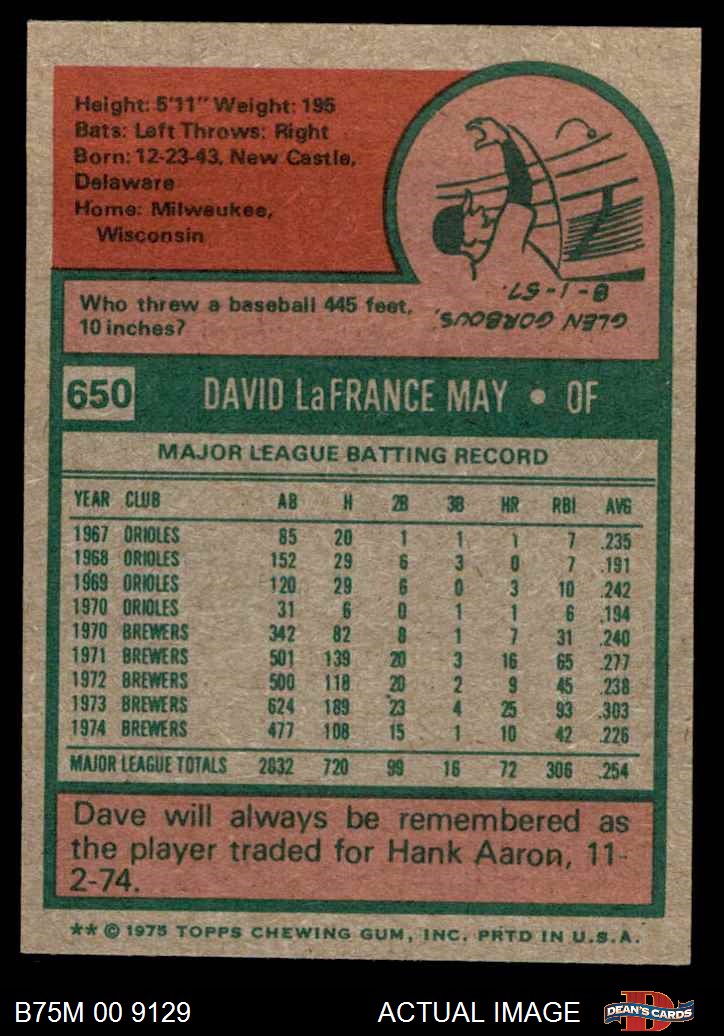 Height: 5'11" Weight: 195
Bats: Left Throws: Right
Born: 12-23-43, New Castle,
Delaware
Home: Milwaukee,
Wisconsin
Who threw a baseball 445 feet,
10 inches?
GLEN GORBOUS,
8-1-57.
650 DAVID LaFRANCE MAY • OF
MAJOR LEAGUE BATTING RECORD
YEAR CLUB AB H 2B 3B HR RBI AVG
1967 ORIOLES 85 20 1 1 1 7 .235
1968 ORIOLES 152 29 6 3 0 7 .191
1969 ORIOLES 120 29 6 0 3 10 .242
1970 ORIOLES 31 6 0 1 1 6 .194
1970 BREWERS 342 82 8 1 7 31 .240
1971 BREWERS 501 139 20 3 16 65 .277
1972 BREWERS 500 118 20 2 9 45 .238
1973 BREWERS 624 189 23 4 25 93 .303
1974 BREWERS 477 108 15 1 10 42 .226
MAJOR LEAGUE TOTALS 2832 720 99 16 72 306 .254
Dave will always be remembered as
the player traded for Hank Aaron, 11-
2-74.
** © 1975 TOPPS CHEWING GUM, INC. PRTD IN U.S.A.
B75M 00 9129 ACTUAL IMAGE
DEAN'S CARDS